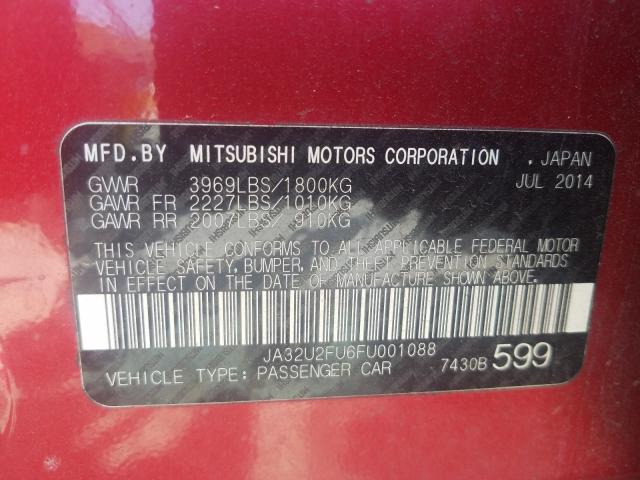 MFD.BY MITSUBISHI MOTORS CORPORATION , JAPAN
GVWR 3969LBS/1800KG JUL 2014
GAWR FR 2227LBS/1010KG
GAWR RR 2007LBS/ 910KG
THIS VEHICLE CONFORMS TO ALL APPLICABLE FEDERAL MOTOR
VEHICLE SAFETY, BUMPER, AND THEFT PREVENTION STANDARDS
IN EFFECT ON THE DATE OF MANUFACTURE SHOWN ABOVE.
JA32U2FU6FU001088
VEHICLE TYPE: PASSENGER CAR 7430B 599